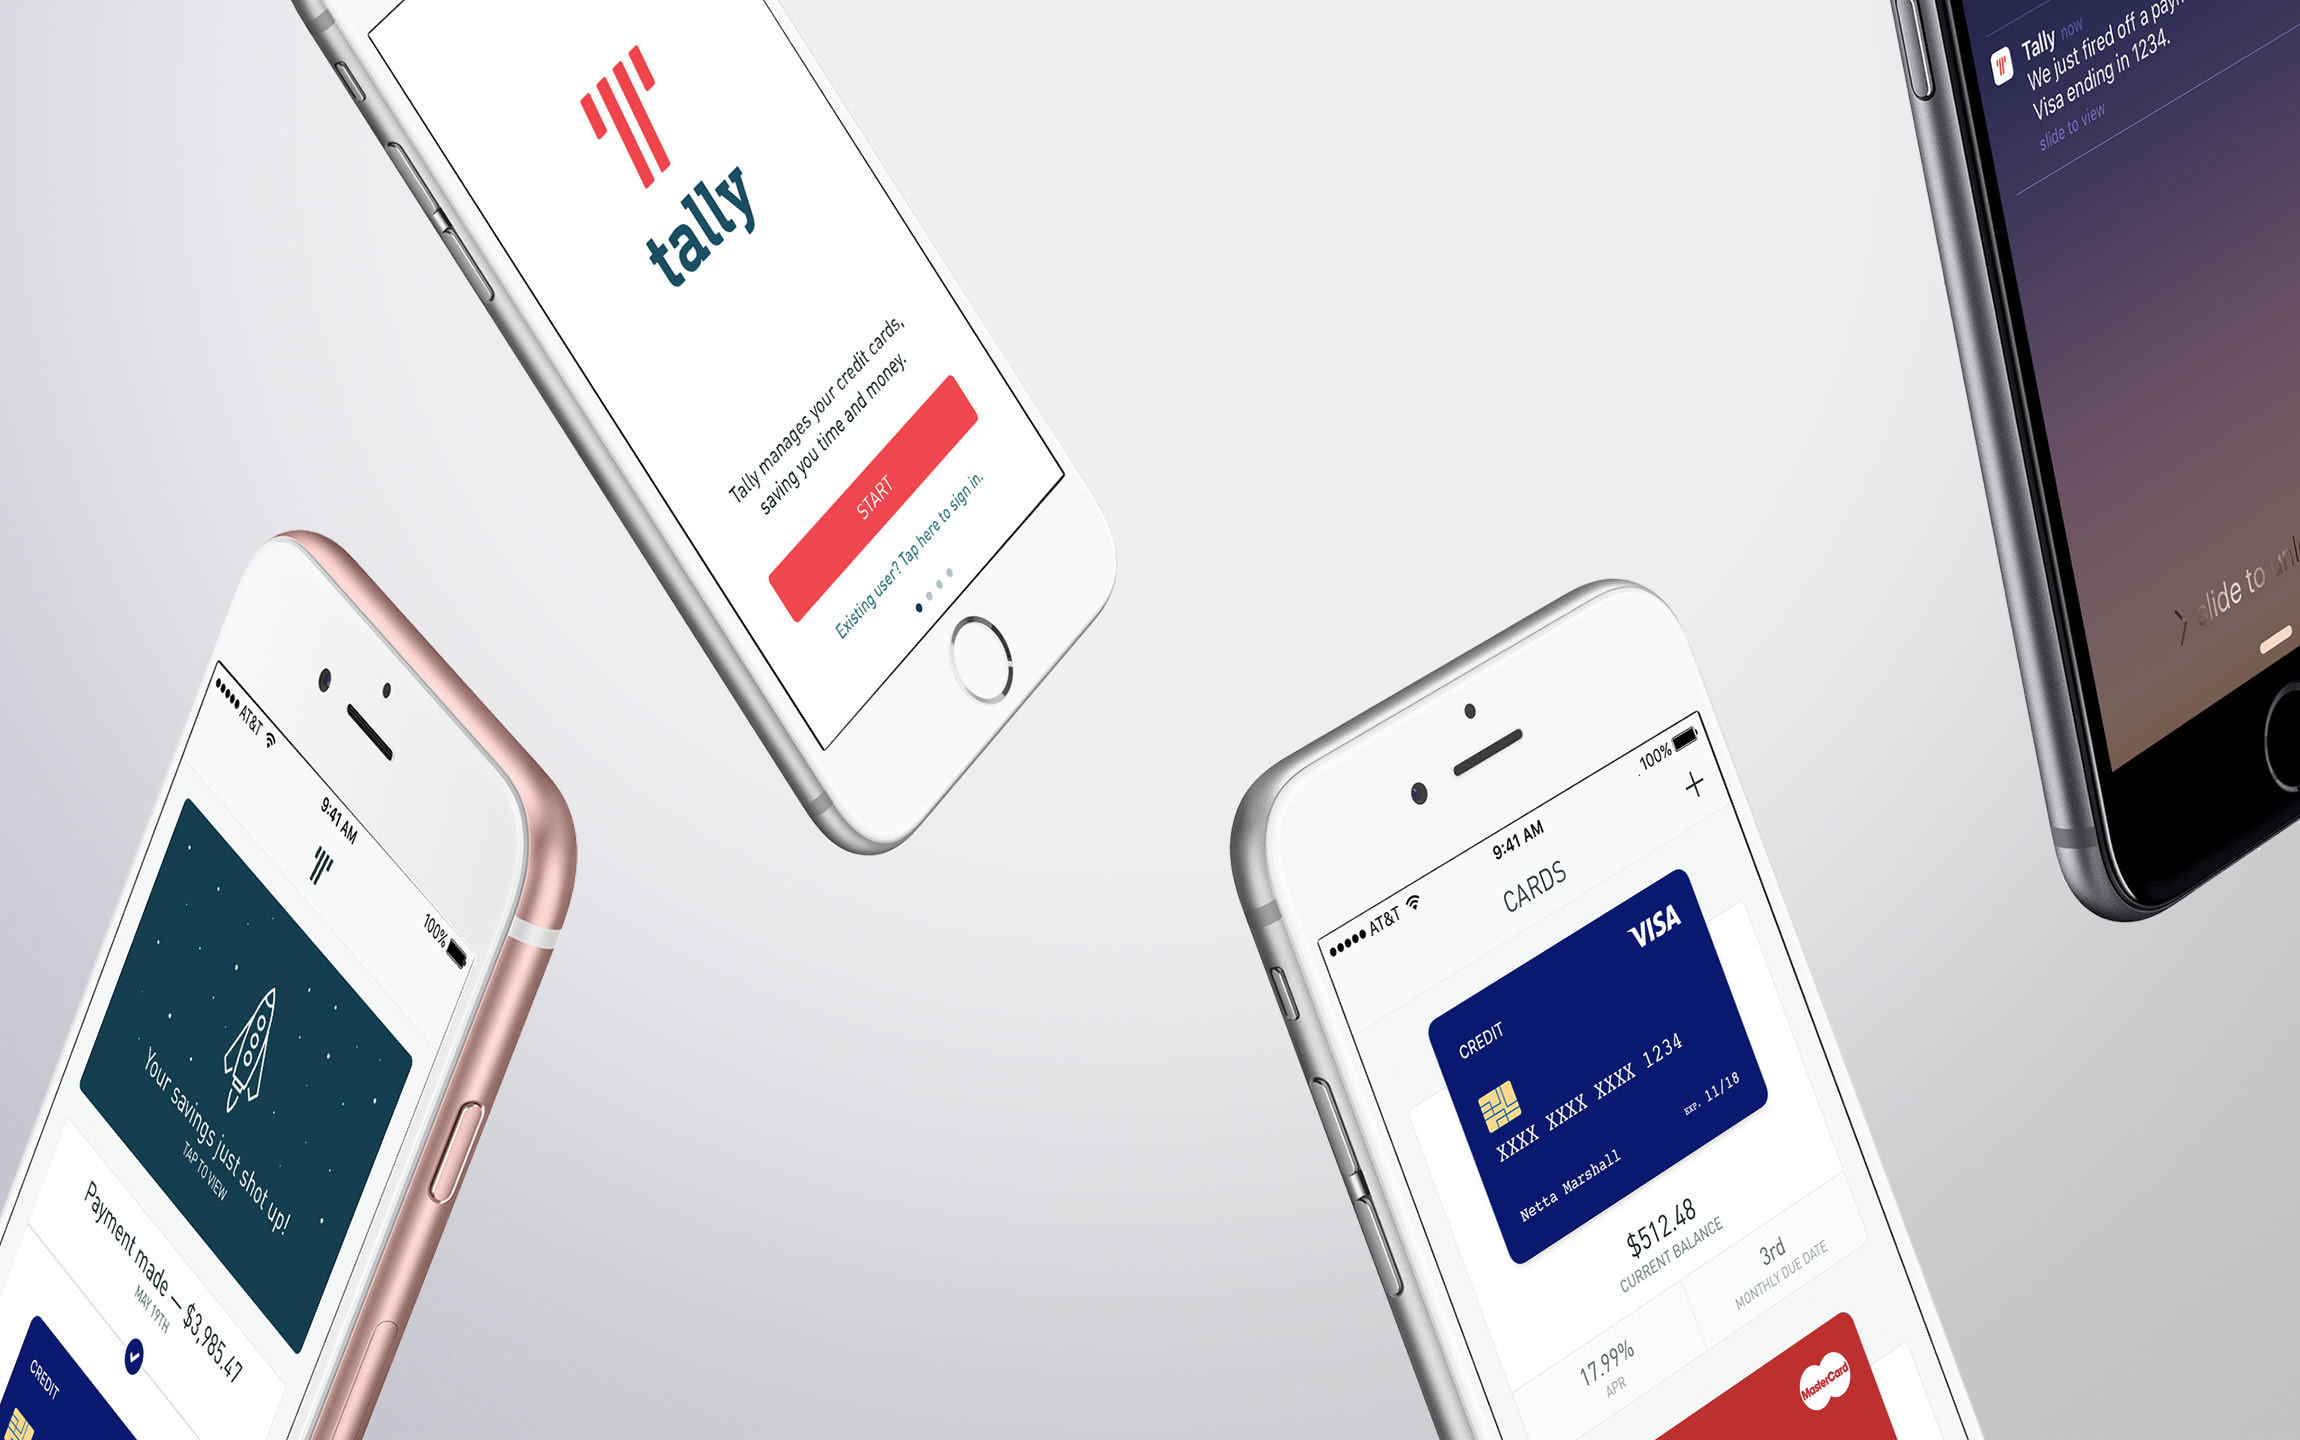 tally
Tally manages your credit cards,
saving you time and money.
START
Existing user? Tap here to sign in.
Tally now
We just fired off a
Visa ending in 1234.
slide to view
slide to
AT&T
9:41 AM
100%
Your savings just shot up!
TAP TO VIEW
Payment made — $3,985.47
MAY 19TH
CREDIT
AT&T
9:41 AM
100%
CARDS
VISA
CREDIT
XXXX XXXX XXXX 1234
EXP. 11/18
Netta Marshall
$512.48
CURRENT BALANCE
17.99%
APR
3rd
MONTHLY DUE DATE
MasterCard